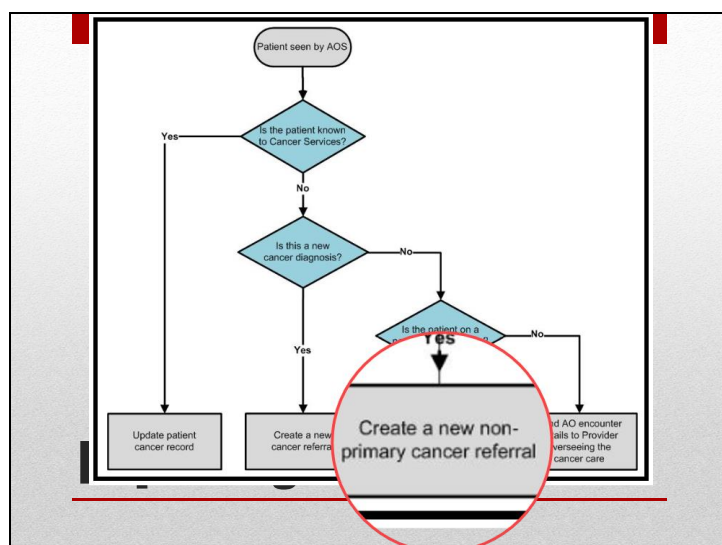 Patient seen by AOS
Is the patient known
to Cancer Services?
Yes
No
Is this a new
cancer diagnosis?
No
Is the patient on a
No
Yes
Yes
Update patient
cancer record
Create a new
cancer referral
Create a new non-
primary cancer referral
AO encounter
to Provider
the
cancer care